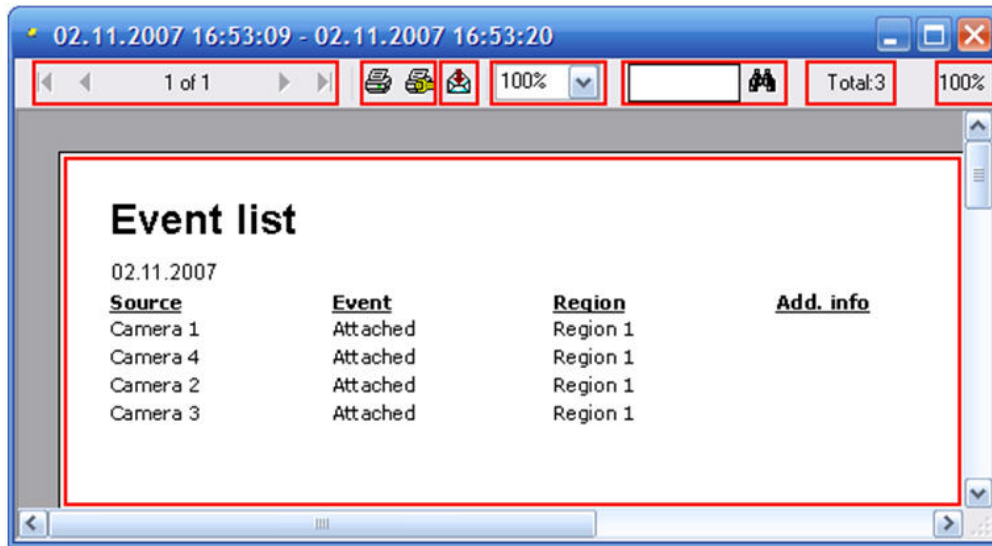 02.11.2007 16:53:09 - 02.11.2007 16:53:20
1 of 1 100% Total:3 100%
Event list
02.11.2007
Source Event Region Add. info
Camera 1 Attached Region 1
Camera 4 Attached Region 1
Camera 2 Attached Region 1
Camera 3 Attached Region 1